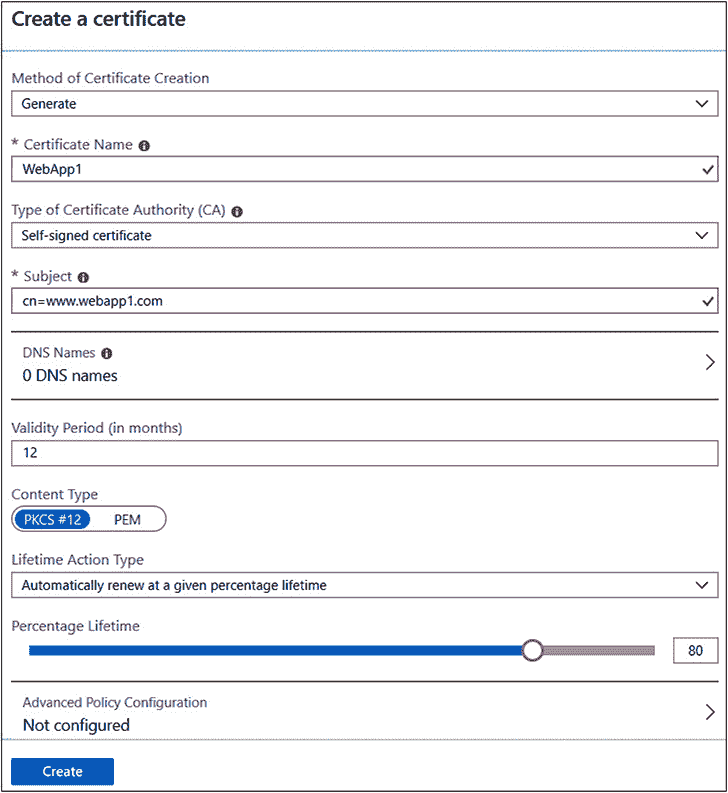 Create a certificate
Method of Certificate Creation
Generate
* Certificate Name
WebApp1
Type of Certificate Authority (CA)
Self-signed certificate
* Subject
cn=www.webapp1.com
DNS Names
0 DNS names
Validity Period (in months)
12
Content Type
PKCS #12 PEM
Lifetime Action Type
Automatically renew at a given percentage lifetime
Percentage Lifetime
80
Advanced Policy Configuration
Not configured
Create